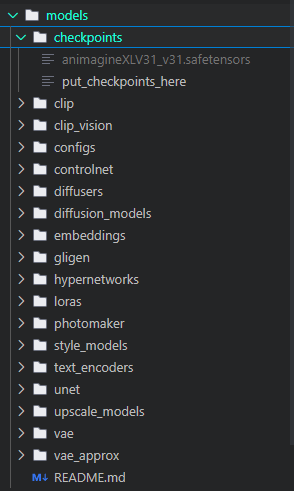 models
checkpoints
animagineXLV31_v31.safetensors
put_checkpoints_here
clip
clip_vision
configs
controlnet
diffusers
diffusion_models
embeddings
gligen
hypernetworks
loras
photomaker
style_models
text_encoders
unet
upscale_models
vae
vae_approx
M↓ README.md